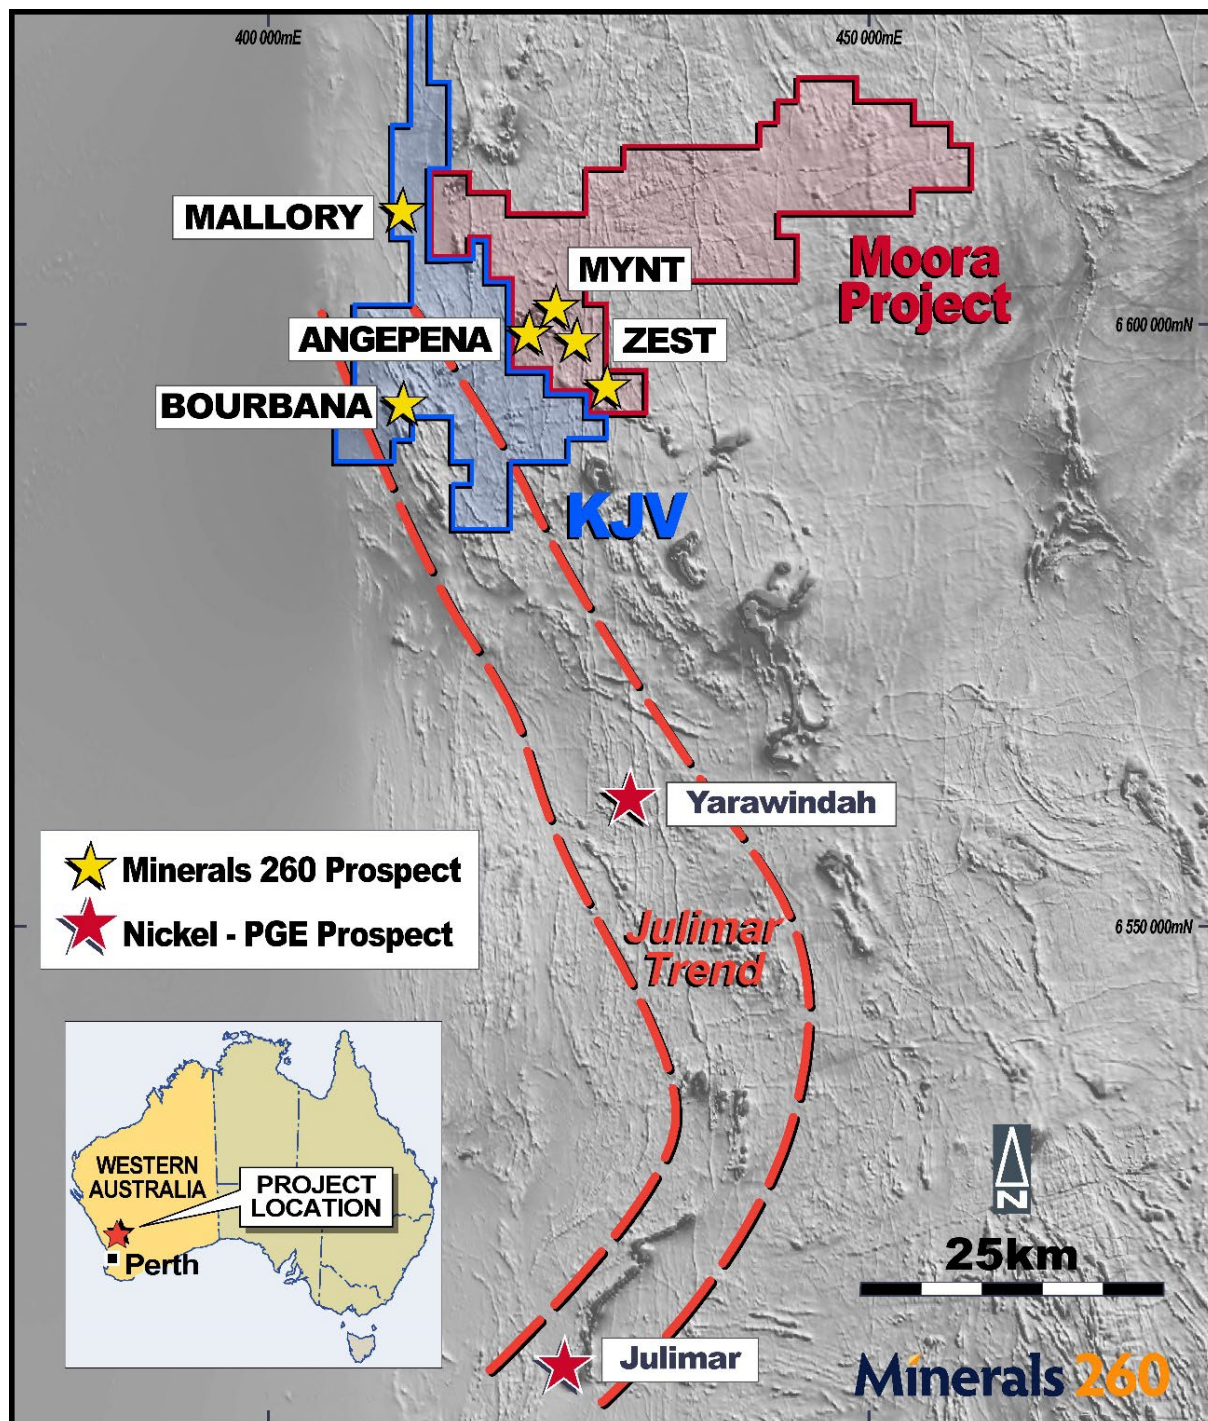 400 000mE
450 000mE
MALLORY
MYNT
Moora
Project
6 600 000mN
ANGEPENA
ZEST
BOURBANA
KJV
Yarawindah
Minerals 260 Prospect
Nickel - PGE Prospect
Julimar
Trend
6 550 000mN
WESTERN
AUSTRALIA
PROJECT
LOCATION
Perth
N
25km
Julimar
Minerals 260